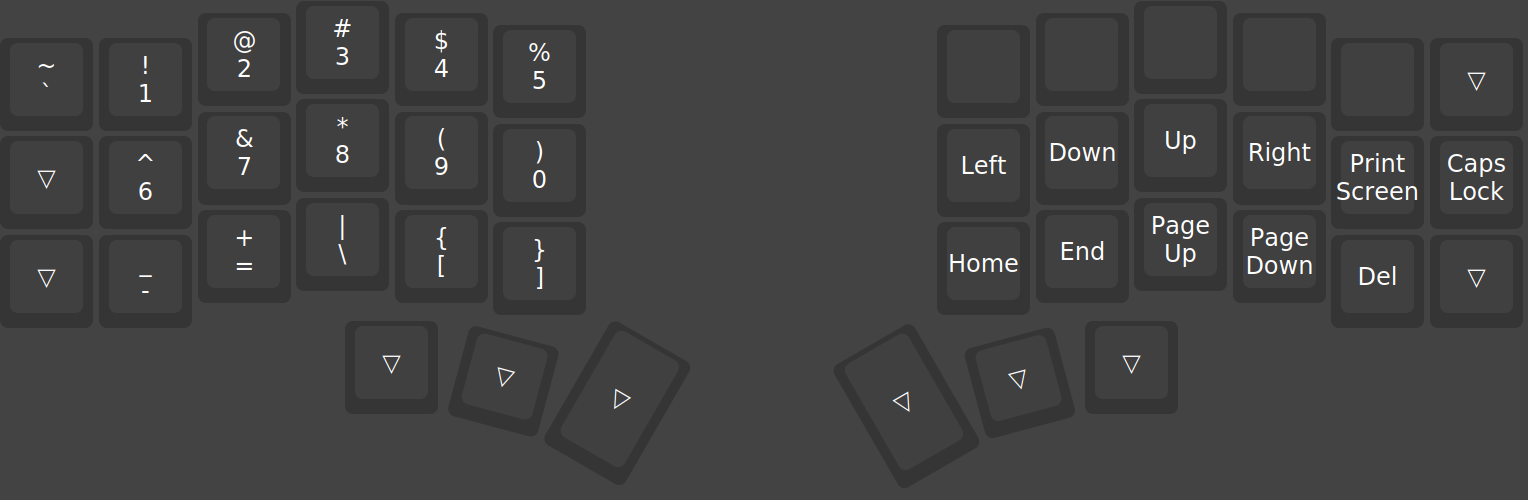 ~
`
!
1
@
2
#
3
$
4
%
5
▽
▽
^
6
&
7
*
8
(
9
)
0
Left
Down
Up
Right
Print
Screen
Caps
Lock
▽
_
-
+
=
|
\
{
[
}
]
Home
End
Page
Up
Page
Down
Del
▽
▽
▽
▽
▽
▽
▽